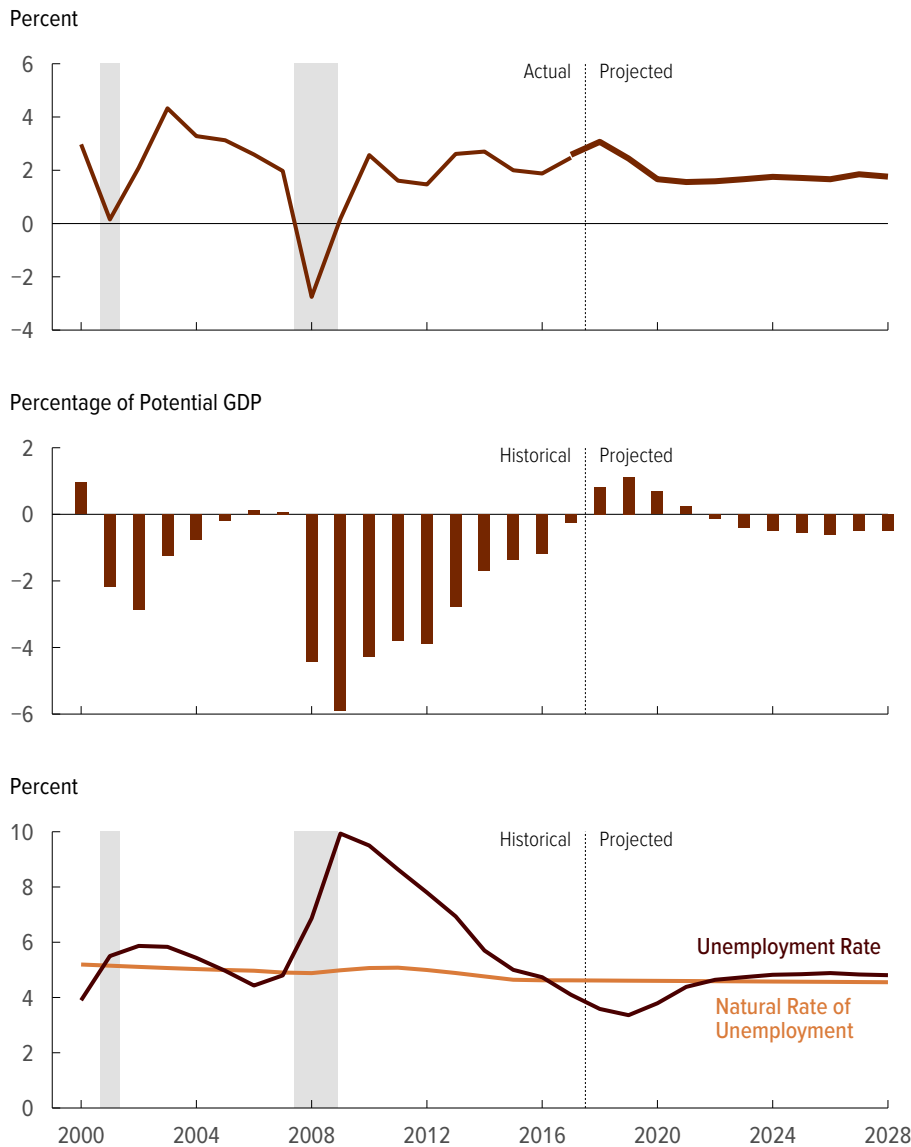 Percent
6
Actual Projected
4
2
0
−2
−4
Percentage of Potential GDP
2
Historical Projected
0
−2
−4
−6
Percent
10
Historical Projected
8
6
Unemployment Rate
4
Natural Rate of
Unemployment
2
0
2000 2004 2008 2012 2016 2020 2024 2028